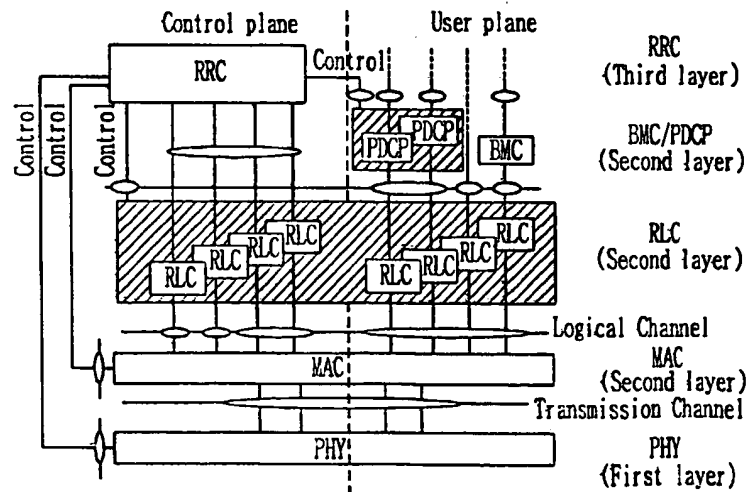 Control plane
User plane
RRC
Control
RRC
(Third layer)
Control
Control
Control
PDCP
PDCP
BMC
BMC/PDCP
(Second layer)
RLC
RLC
RLC
RLC
RLC
RLC
RLC
RLC
RLC
(Second layer)
Logical Channel
MAC
MAC
(Second layer)
Transmission Channel
PHY
PHY
(First layer)